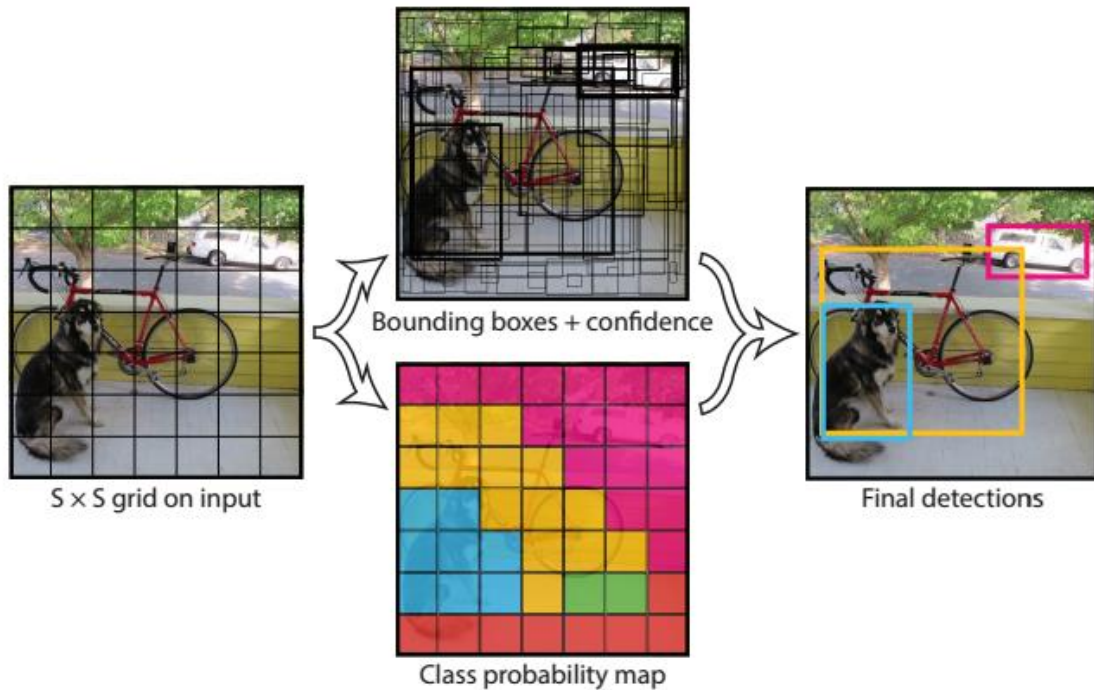 Bounding boxes + confidence
S × S grid on input
Final detections
Class probability map